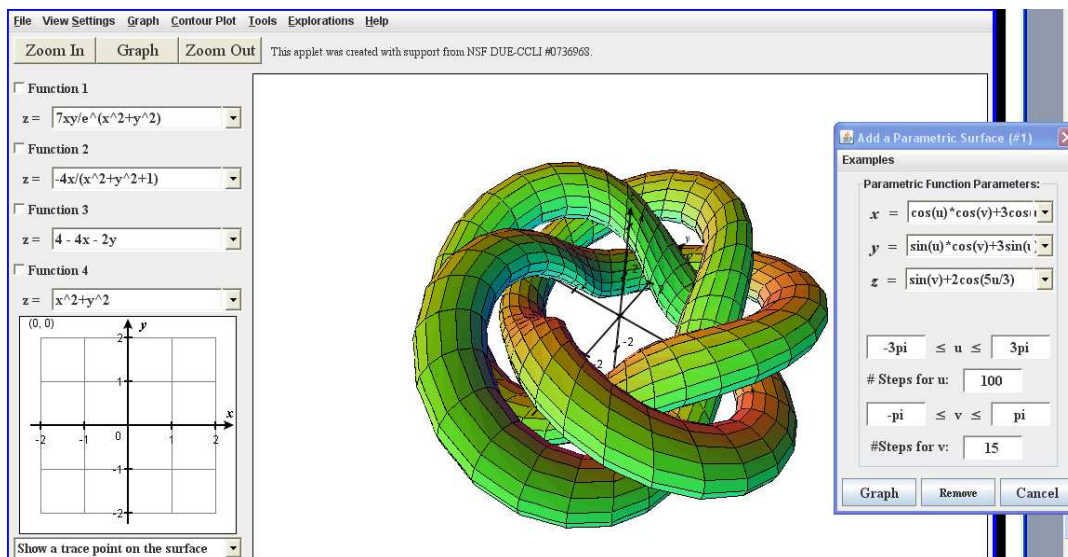 File View Settings Graph Contour Plot Tools Explorations Help
Zoom In Graph Zoom Out This applet was created with support from NSF DUE-CCLI #0736968.
Function 1
z = 7xy/e^(x^2+y^2)
Function 2
z = -4x/(x^2+y^2+1)
Function 3
z = 4 - 4x - 2y
Function 4
z = x^2+y^2
(0, 0) y
2
1
x
-2 -1 0 1 2
-1
-2
Show a trace point on the surface
-2
-2
Add a Parametric Surface (#1)
Examples
Parametric Function Parameters:
x = cos(u)*cos(v)+3cos(
y = sin(u)*cos(v)+3sin(
z = sin(v)+2cos(5u/3)
-3pi ≤ u ≤ 3pi
# Steps for u: 100
-pi ≤ v ≤ pi
#Steps for v: 15
Graph Remove Cancel